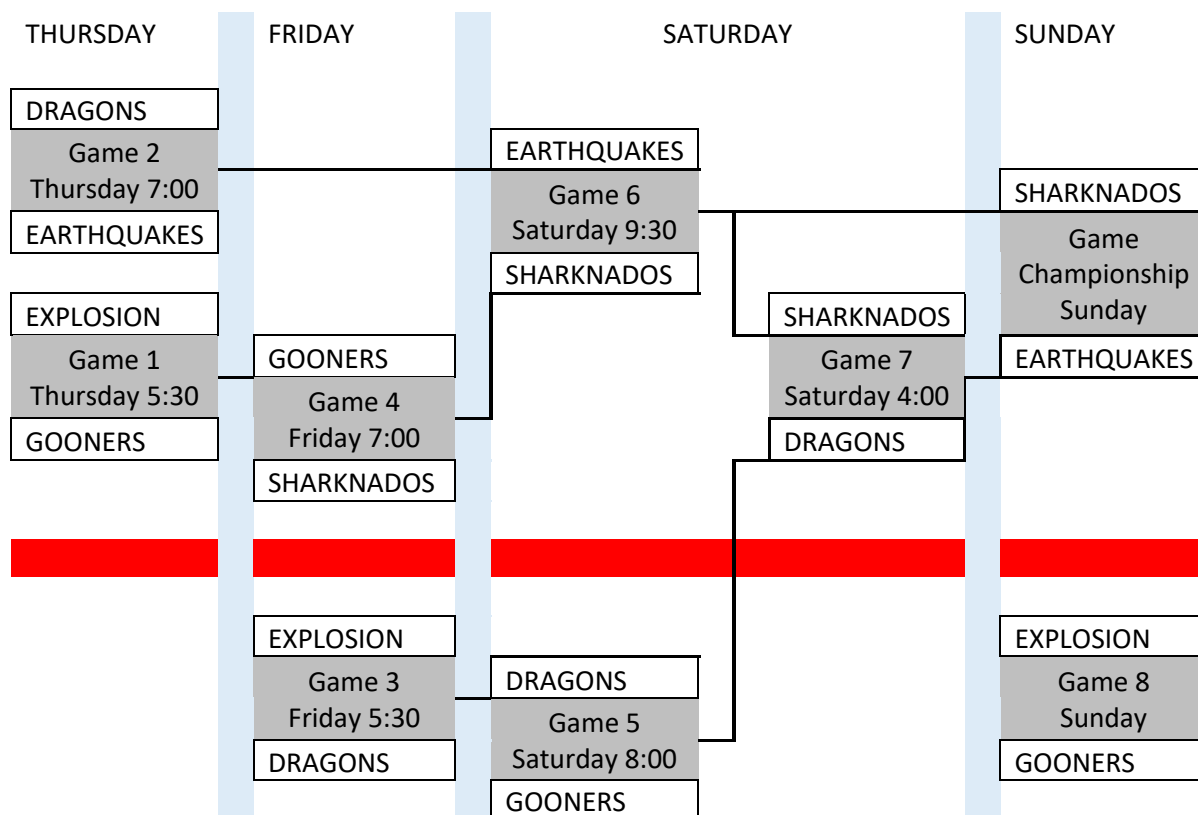 THURSDAY
FRIDAY
SATURDAY
SUNDAY
DRAGONS
Game 2
Thursday 7:00
EARTHQUAKES
EXPLOSION
Game 1
Thursday 5:30
GOONERS
GOONERS
Game 4
Friday 7:00
SHARKNADOS
EXPLOSION
Game 3
Friday 5:30
DRAGONS
EARTHQUAKES
Game 6
Saturday 9:30
SHARKNADOS
SHARKNADOS
Game 7
Saturday 4:00
DRAGONS
DRAGONS
Game 5
Saturday 8:00
GOONERS
SHARKNADOS
Game
Championship
Sunday
EARTHQUAKES
EXPLOSION
Game 8
Sunday
GOONERS